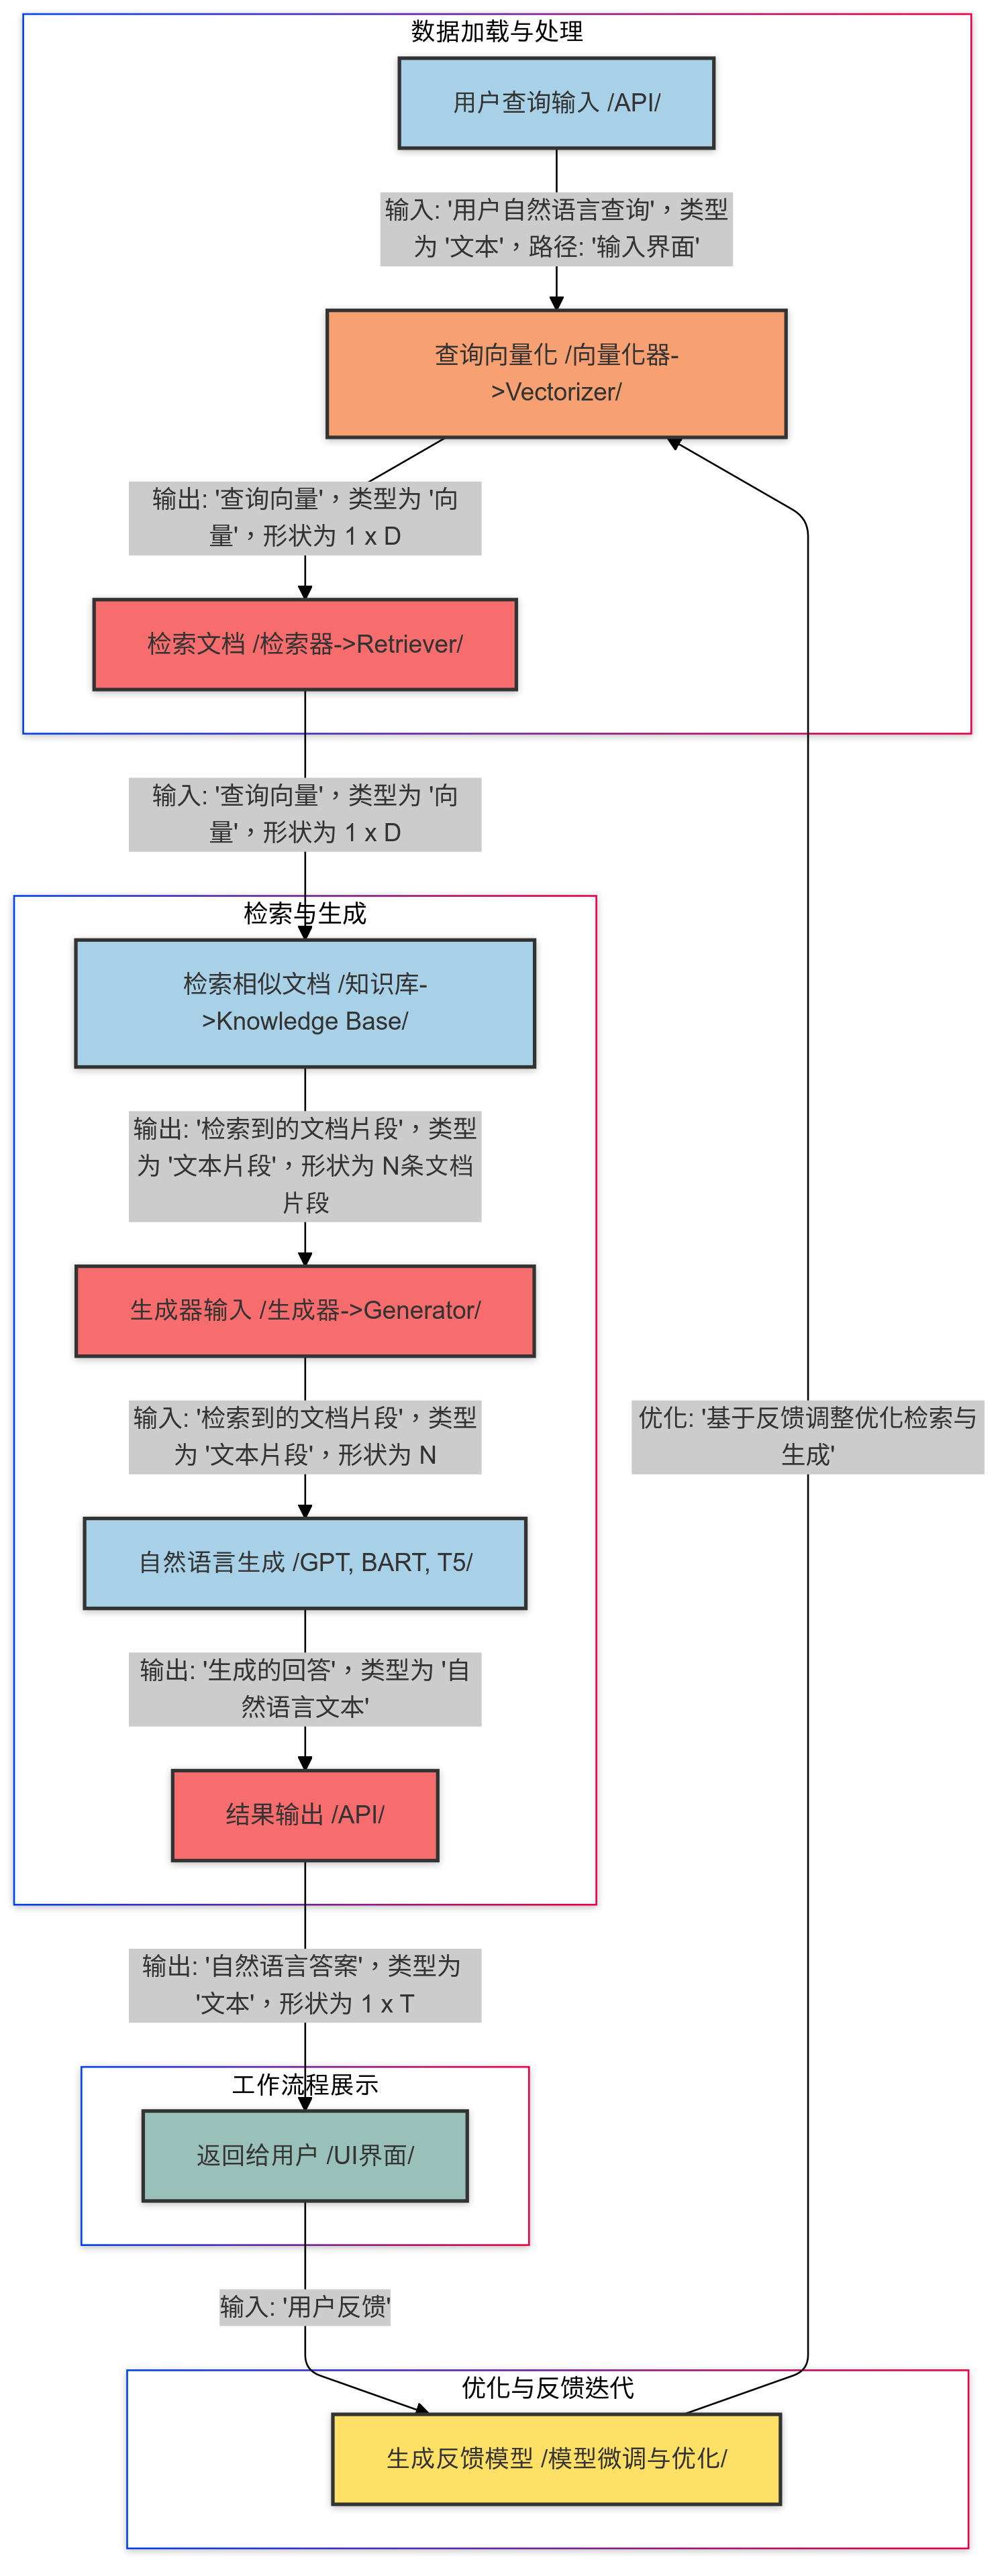 数据加载与处理
用户查询输入 /API/
输入: '用户自然语言查询'，类型
为 '文本'，路径: '输入界面'
查询向量化 /向量化器-
>Vectorizer/
输出: '查询向量'，类型为 '向
量'，形状为 1 x D
检索文档 /检索器->Retriever/
输入: '查询向量'，类型为 '向
量'，形状为 1 x D
检索与生成
检索相似文档 /知识库-
>Knowledge Base/
输出: '检索到的文档片段'，类型
为 '文本片段'，形状为 N条文档
片段
生成器输入 /生成器->Generator/
输入: '检索到的文档片段'，类型
为 '文本片段'，形状为 N
优化: '基于反馈调整优化检索与
生成'
自然语言生成 /GPT, BART, T5/
输出: '生成的回答'，类型为 '自
然语言文本'
结果输出 /API/
输出: '自然语言答案'，类型为
'文本'，形状为 1 x T
工作流程展示
返回给用户 /UI界面/
输入: '用户反馈'
优化与反馈迭代
生成反馈模型 /模型微调与优化/